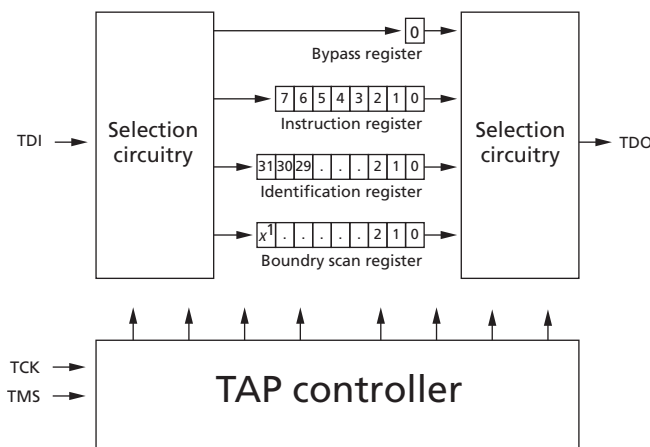 0
Bypass register
7 6 5 4 3 2 1 0
Instruction register
Selection
circuitry
Selection
circuitry
TDI
TDO
31 30 29 . . . 2 1 0
Identification register
x¹ . . . . . 2 1 0
Boundry scan register
TCK
TMS
TAP controller